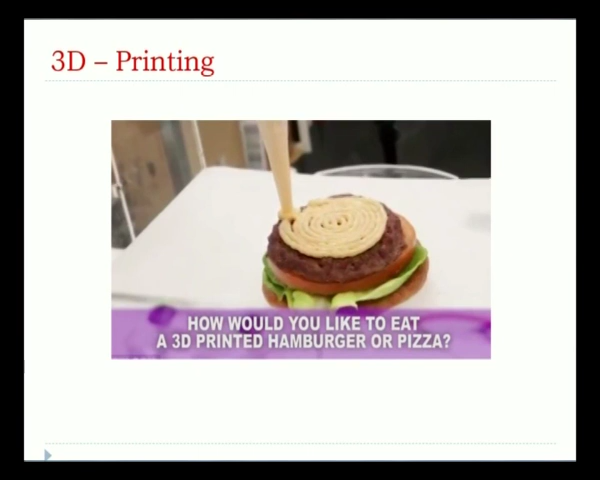 3D – Printing
HOW WOULD YOU LIKE TO EAT
A 3D PRINTED HAMBURGER OR PIZZA?